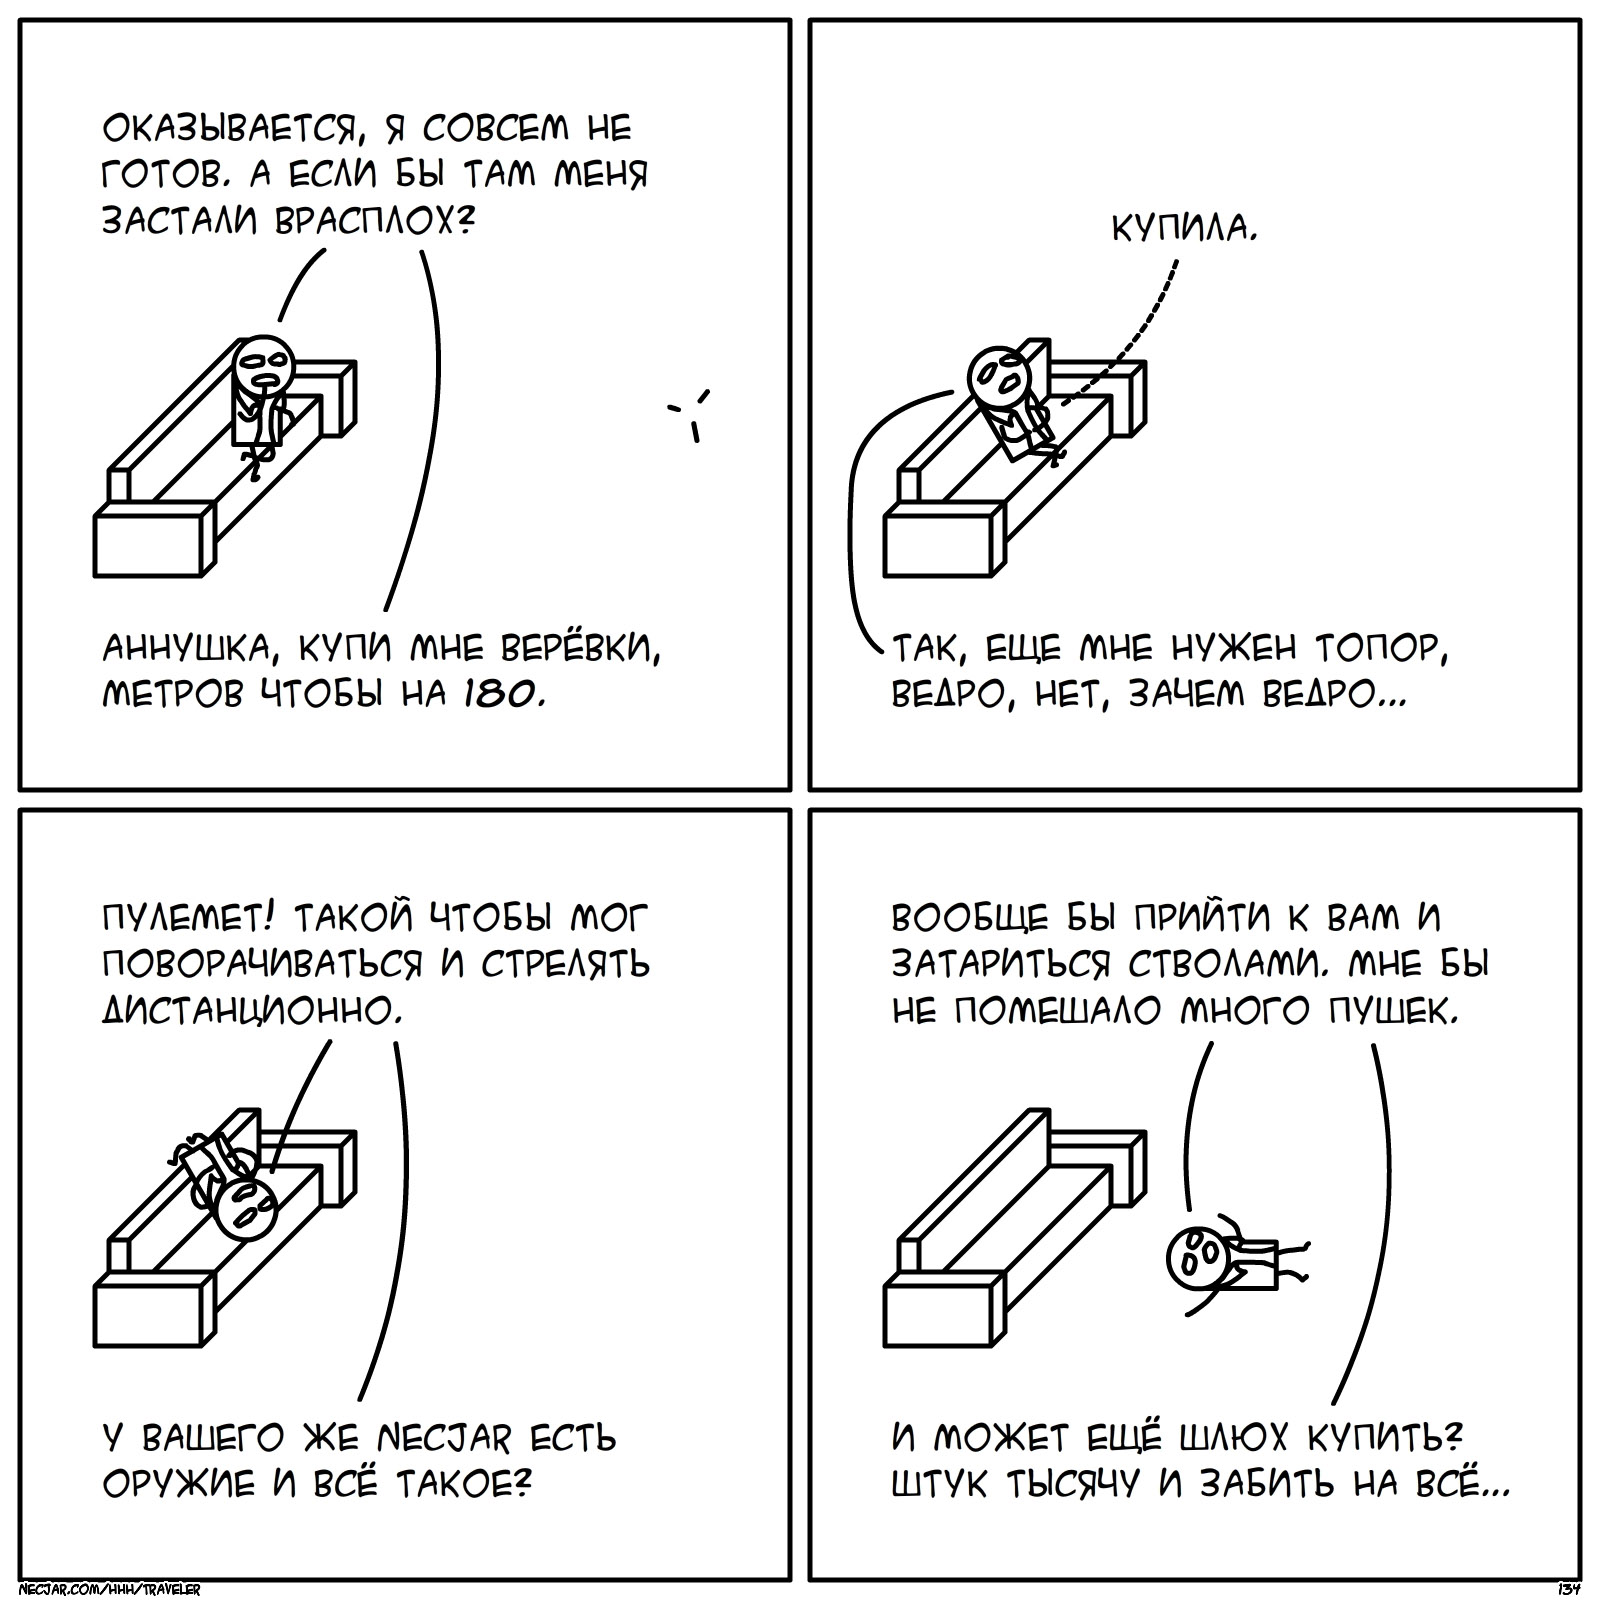 ОКАЗЫВАЕТСЯ, Я СОВСЕМ НЕ
ГОТОВ. А ЕСЛИ БЫ ТАМ МЕНЯ
ЗАСТАЛИ ВРАСПЛОХ?
АННУШКА, КУПИ МНЕ ВЕРЁВКИ,
МЕТРОВ ЧТОБЫ НА 180.
КУПИЛА.
ТАК, ЕЩЕ МНЕ НУЖЕН ТОПОР,
ВЕДРО, НЕТ, ЗАЧЕМ ВЕДРО...
ПУЛЕМЕТ! ТАКОЙ ЧТОБЫ МОГ
ПОВОРАЧИВАТЬСЯ И СТРЕЛЯТЬ
ДИСТАНЦИОННО.
У ВАШЕГО ЖЕ NECJAR ЕСТЬ
ОРУЖИЕ И ВСЁ ТАКОЕ?
ВООБЩЕ БЫ ПРИЙТИ К ВАМ И
ЗАТАРИТЬСЯ СТВОЛАМИ. МНЕ БЫ
НЕ ПОМЕШАЛО МНОГО ПУШЕК.
И МОЖЕТ ЕЩЁ ШЛЮХ КУПИТЬ?
ШТУК ТЫСЯЧУ И ЗАБИТЬ НА ВСЁ...
NECJAR.COM/HHH/TRAVELER
134